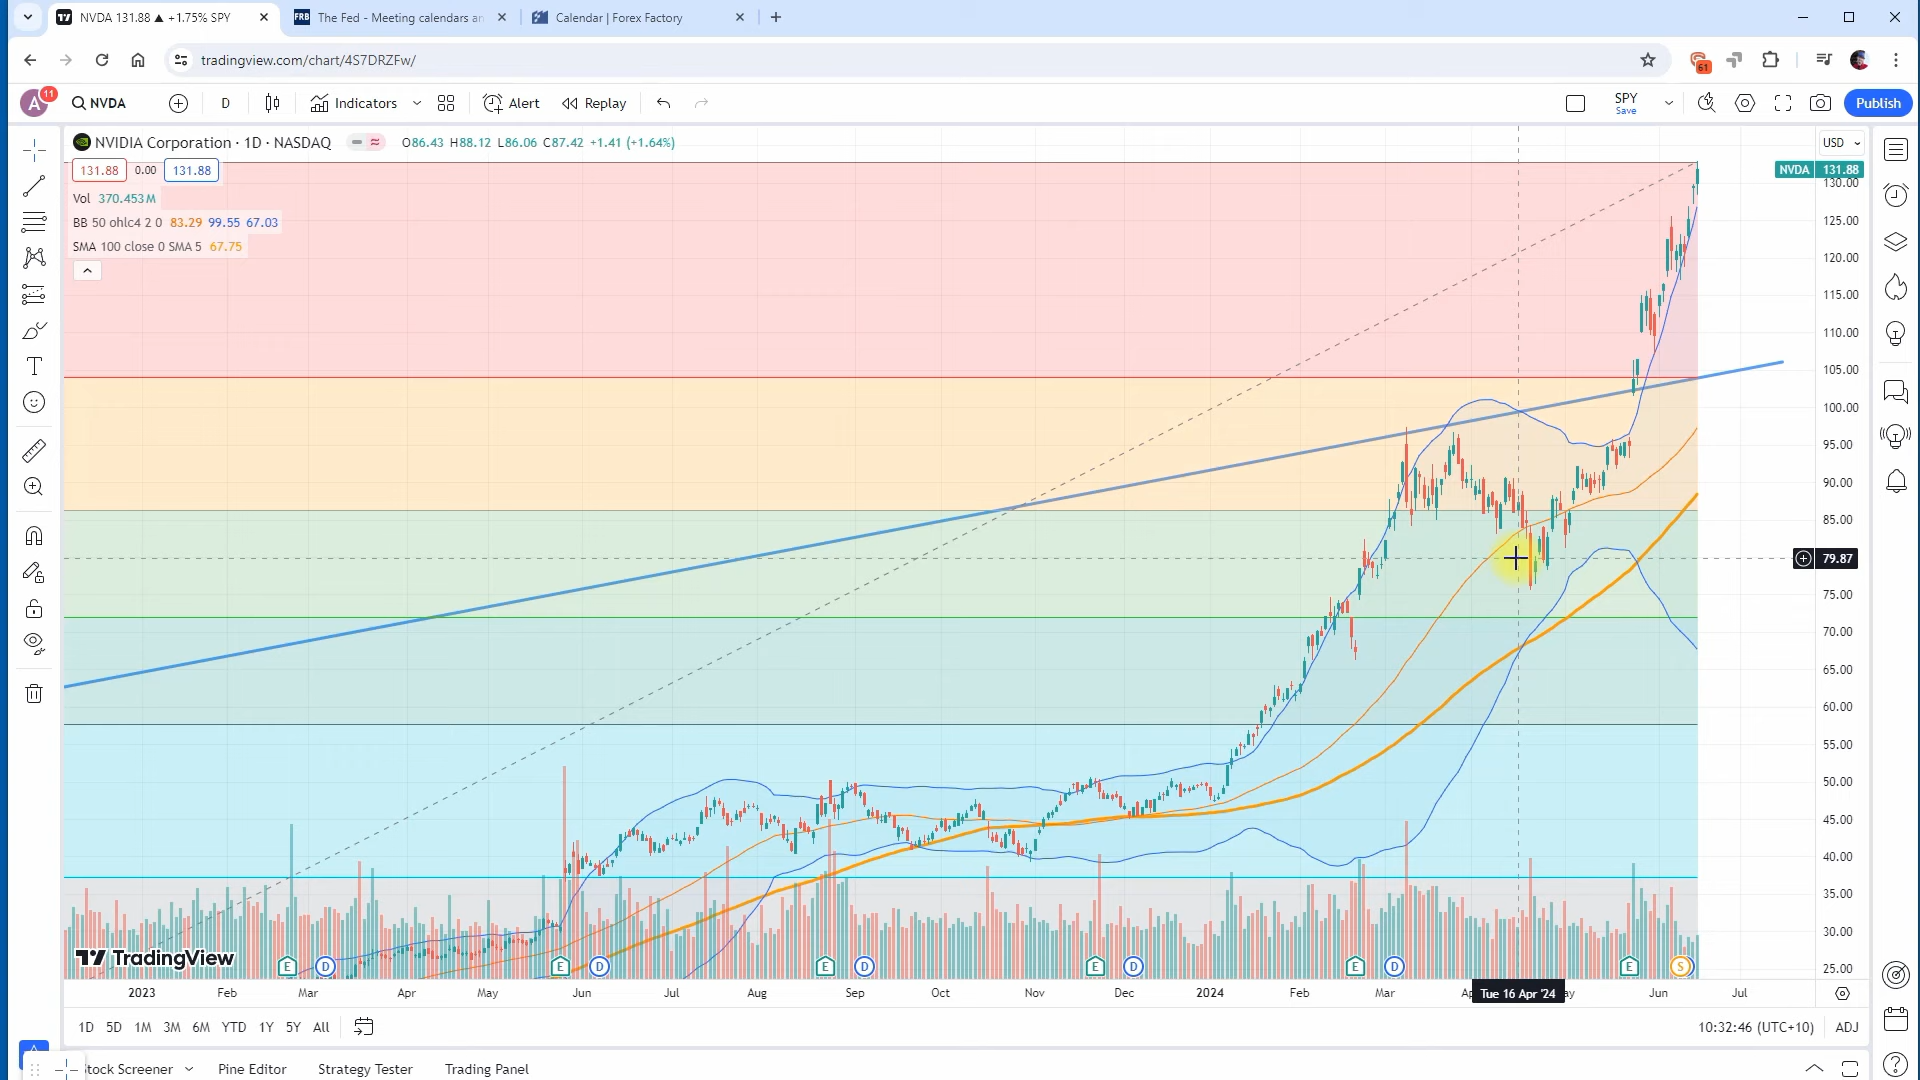 NVDA 131.88 ▲ +1.75% SPY
The Fed - Meeting calendars an
Calendar | Forex Factory
tradingview.com/chart/4S7DRZFw/
61
A 11 NVDA D Indicators Alert Replay SPY Save Publish
NVIDIA Corporation · 1D · NASDAQ O86.43 H88.12 L86.06 C87.42 +1.41 (+1.64%) USD
131.88 0.00 131.88 NVDA 131.88
Vol 370.453M
BB 50 ohlc4 2 0 83.29 99.55 67.03
SMA 100 close 0 SMA 5 67.75
130.00
125.00
120.00
115.00
110.00
105.00
100.00
95.00
90.00
85.00
79.87
75.00
70.00
65.00
60.00
55.00
50.00
45.00
40.00
35.00
30.00
25.00
TradingView
E D E D E D E D E D E S
2023 Feb Mar Apr May Jun Jul Aug Sep Oct Nov Dec 2024 Feb Mar Tue 16 Apr '24 Jun Jul
1D 5D 1M 3M 6M YTD 1Y 5Y All 10:32:46 (UTC+10) ADJ
Stock Screener Pine Editor Strategy Tester Trading Panel